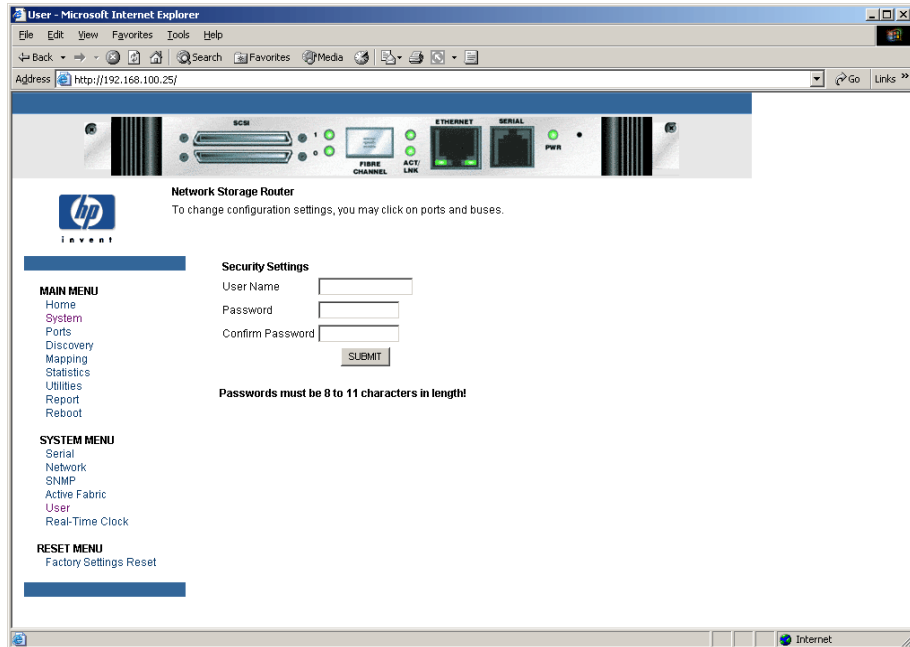 User - Microsoft Internet Explorer
File Edit View Favorites Tools Help
Back Search Favorites Media
Address http://192.168.100.25/ Go Links »
SCSI ETHERNET SERIAL
1
0
FIBRE CHANNEL ACT/ LNK PWR
hp
invent
Network Storage Router
To change configuration settings, you may click on ports and buses.
Security Settings
User Name
Password
Confirm Password
SUBMIT
Passwords must be 8 to 11 characters in length!
MAIN MENU
Home
System
Ports
Discovery
Mapping
Statistics
Utilities
Report
Reboot
SYSTEM MENU
Serial
Network
SNMP
Active Fabric
User
Real-Time Clock
RESET MENU
Factory Settings Reset
Internet